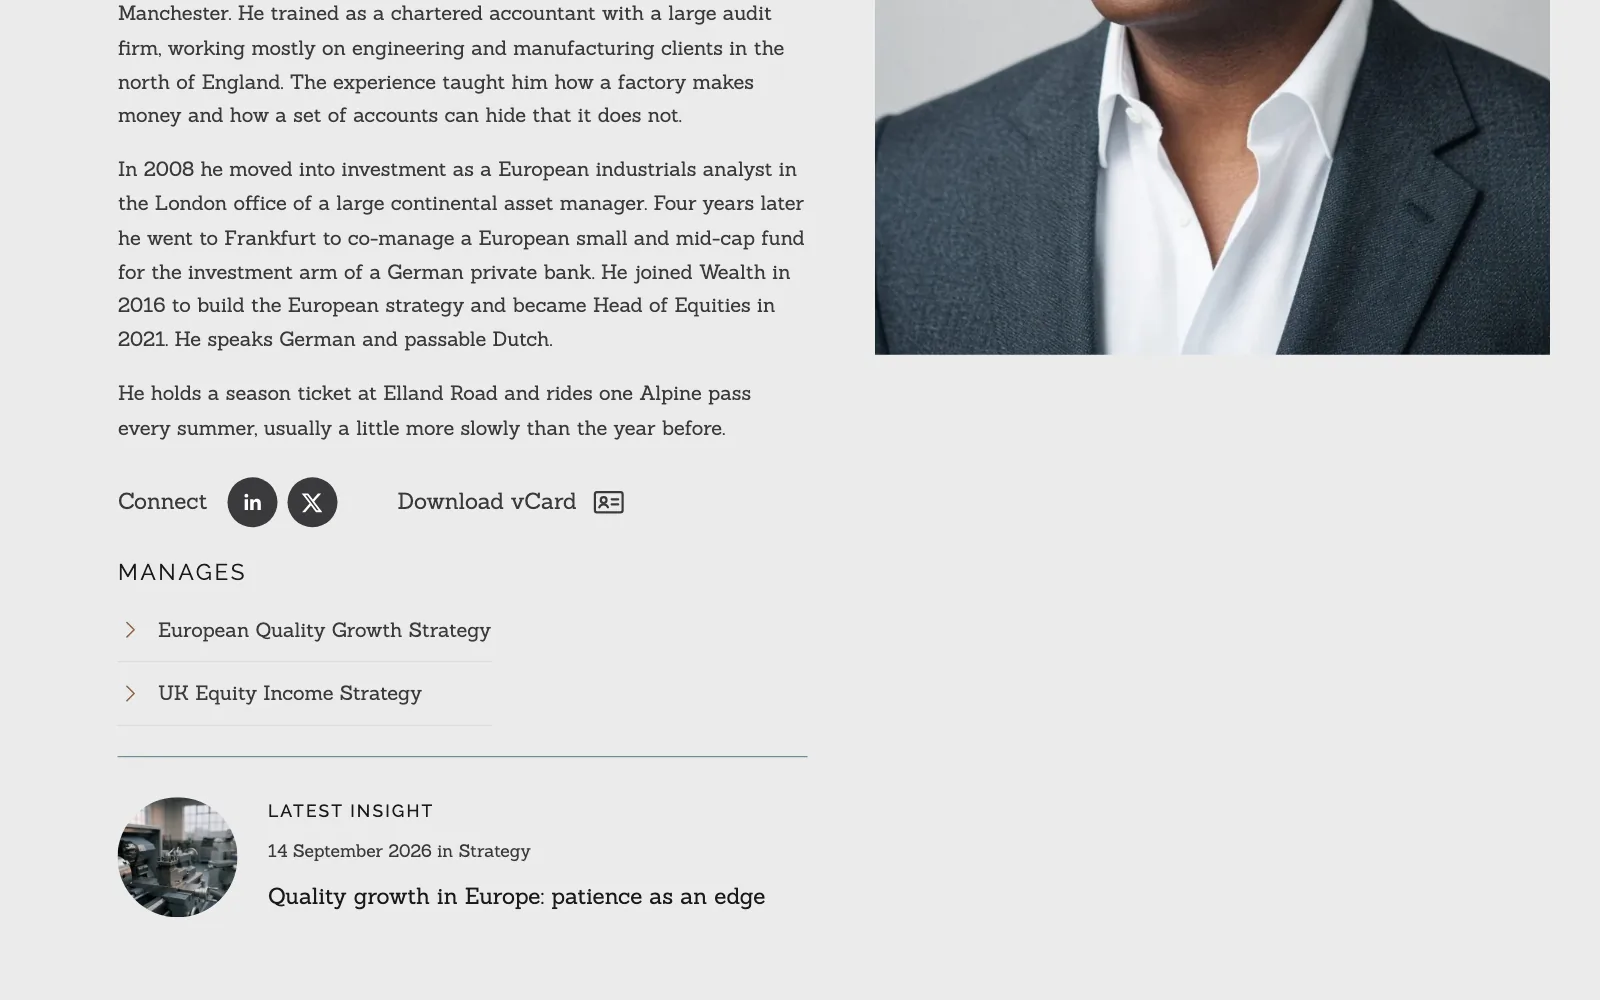 Manchester. He trained as a chartered accountant with a large audit
firm, working mostly on engineering and manufacturing clients in the
north of England. The experience taught him how a factory makes
money and how a set of accounts can hide that it does not.
In 2008 he moved into investment as a European industrials analyst in
the London office of a large continental asset manager. Four years later
he went to Frankfurt to co-manage a European small and mid-cap fund
for the investment arm of a German private bank. He joined Wealth in
2016 to build the European strategy and became Head of Equities in
2021. He speaks German and passable Dutch.
He holds a season ticket at Elland Road and rides one Alpine pass
every summer, usually a little more slowly than the year before.
Connect in X Download vCard
MANAGES
European Quality Growth Strategy
UK Equity Income Strategy
LATEST INSIGHT
14 September 2026 in Strategy
Quality growth in Europe: patience as an edge